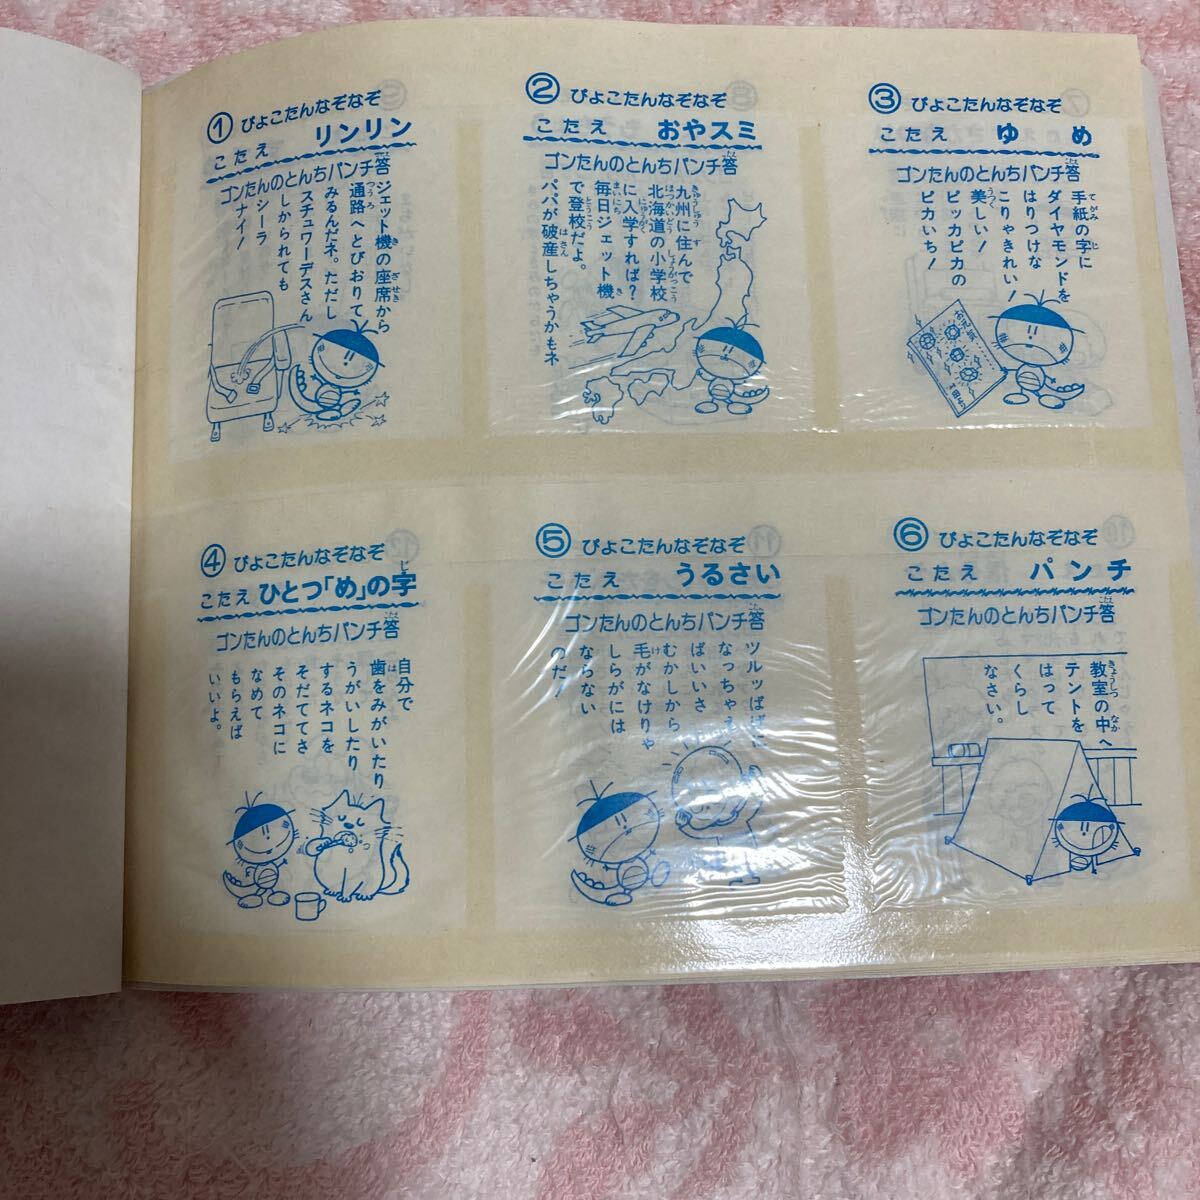 ① ぴょこたんなぞなぞ
こたえ リンリン
ゴンたんのとんちパンチ答
ジェット機の座席から
通路へとびおりて
みるんだネ。ただし
スチュワーデスさん
にしかられても
シーラ
ナイ！
② ぴょこたんなぞなぞ
こたえ おやスミ
ゴンたんのとんちパンチ答
九州に住んで
北海道の小学校
に入学すれば？
毎日ジェット機
で登校だよ。
パパが破産しちゃうかもネ
③ ぴょこたんなぞなぞ
こたえ ゆめ
ゴンたんのとんちパンチ答
手紙の字に
ダイヤモンドを
はりつけな
こりゃきれい！
美しい！
ピッカピカの
ピカいち！
④ ぴょこたんなぞなぞ
こたえ ひとつ「め」の字
ゴンたんのとんちパンチ答
自分で
歯をみがいたり
うがいしたり
するネコを
そだててさ
そのネコに
なめて
もらえば
いいよ。
⑤ ぴょこたんなぞなぞ
こたえ うるさい
ゴンたんのとんちパンチ答
ツルッぱげに
なっちゃえ
ばいいさ
むかしから
毛がなけりゃ
しらがには
ならない
のだ！
⑥ ぴょこたんなぞなぞ
こたえ パンチ
ゴンたんのとんちパンチ答
教室の中へ
テントを
はって
くらし
なさい。